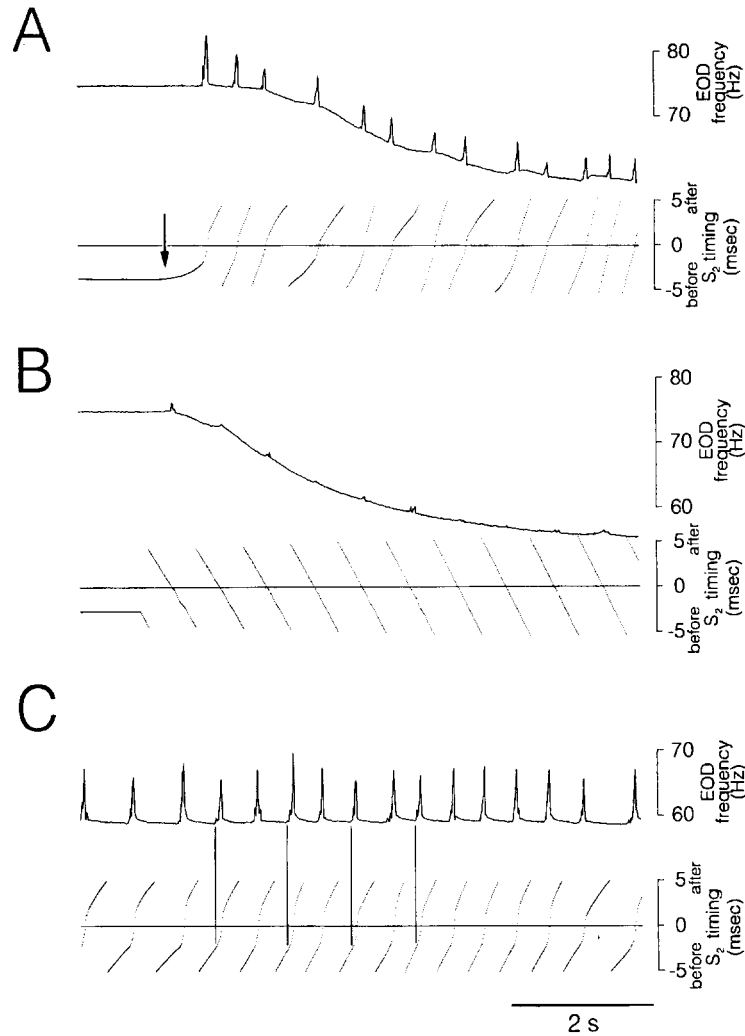 A
80
70
EOD
frequency
(Hz)
5
0
-5
before after
S2 timing
(msec)
B
80
70
60
EOD
frequency
(Hz)
5
0
-5
before after
S2 timing
(msec)
C
70
60
EOD
frequency
(Hz)
5
0
-5
before after
S2 timing
(msec)
2 s